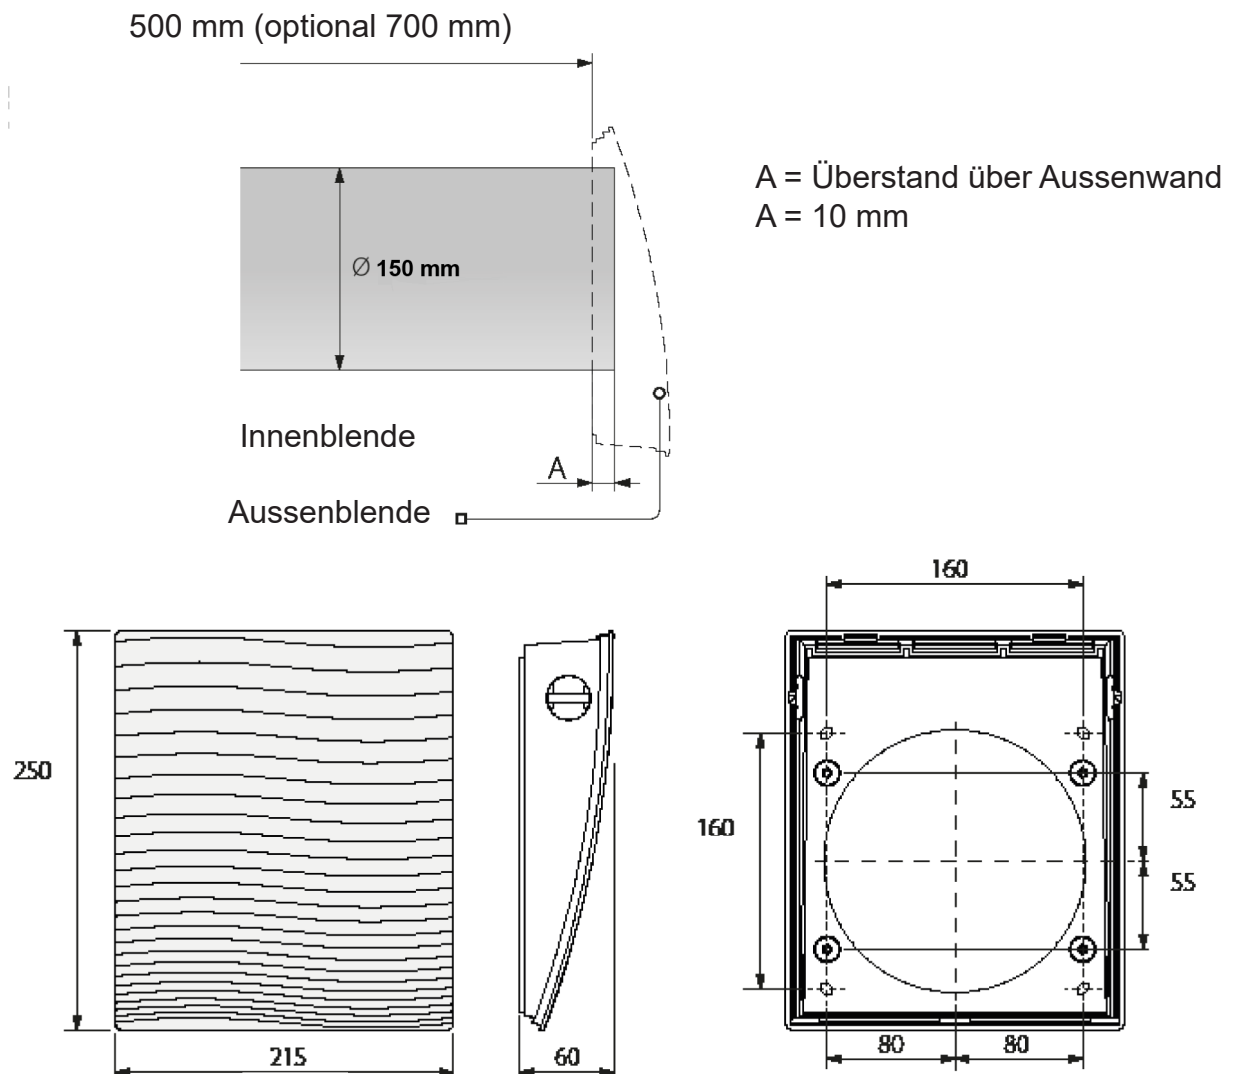 500 mm (optional 700 mm)
A = Überstand über Aussenwand
A = 10 mm
Ø 150 mm
Innenblende
A
Aussenblende
160
250
160
55
55
215
60
80
80